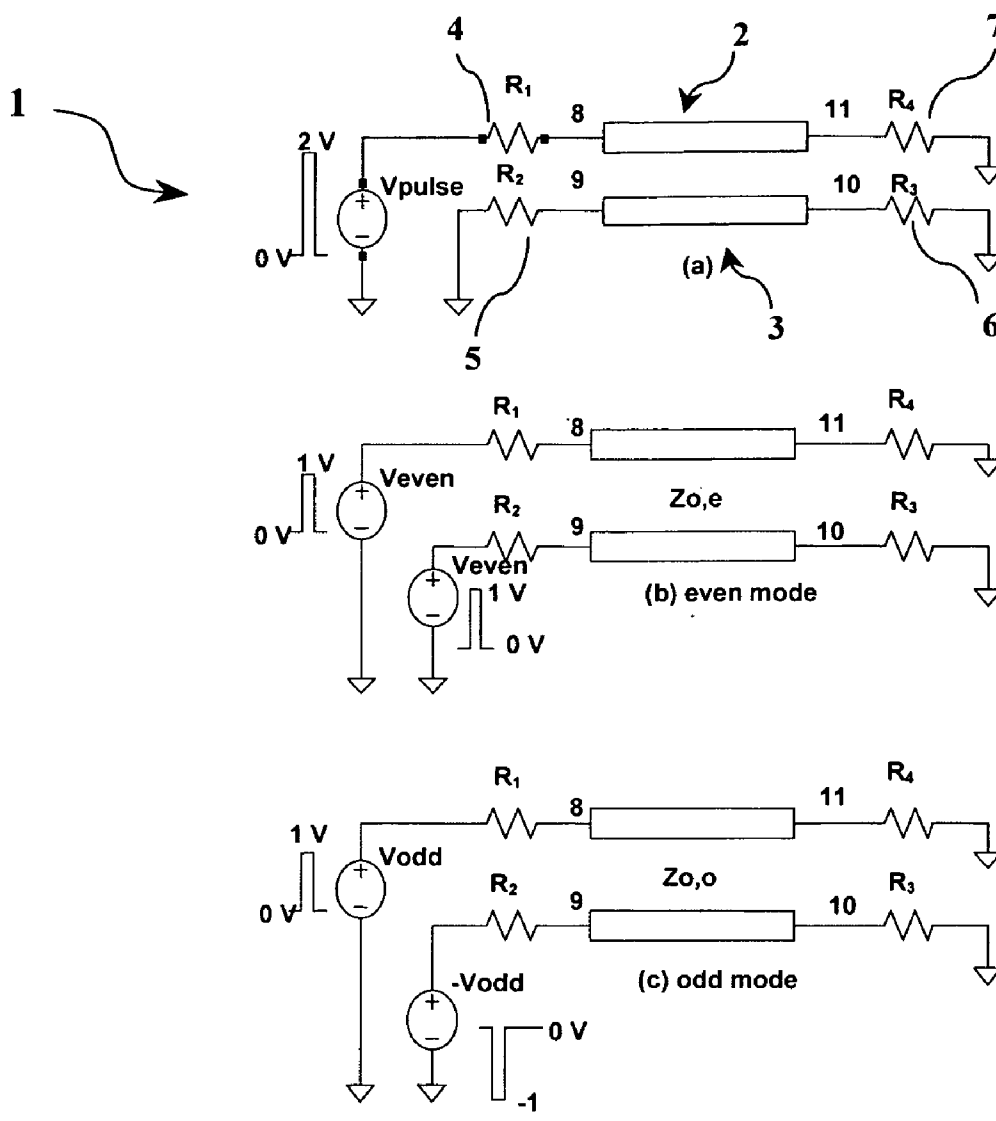 1
4
2
7
R₁
8
11
R₄
2 V
Vpulse
R₂
9
10
R₃
0 V
(a)
5
3
6
R₁
8
11
R₄
1 V
Veven
Zo,e
0 V
R₂
9
10
R₃
Veven
1 V
(b) even mode
0 V
R₁
8
11
R₄
1 V
Vodd
Zo,o
0 V
R₂
9
10
R₃
-Vodd
(c) odd mode
0 V
-1